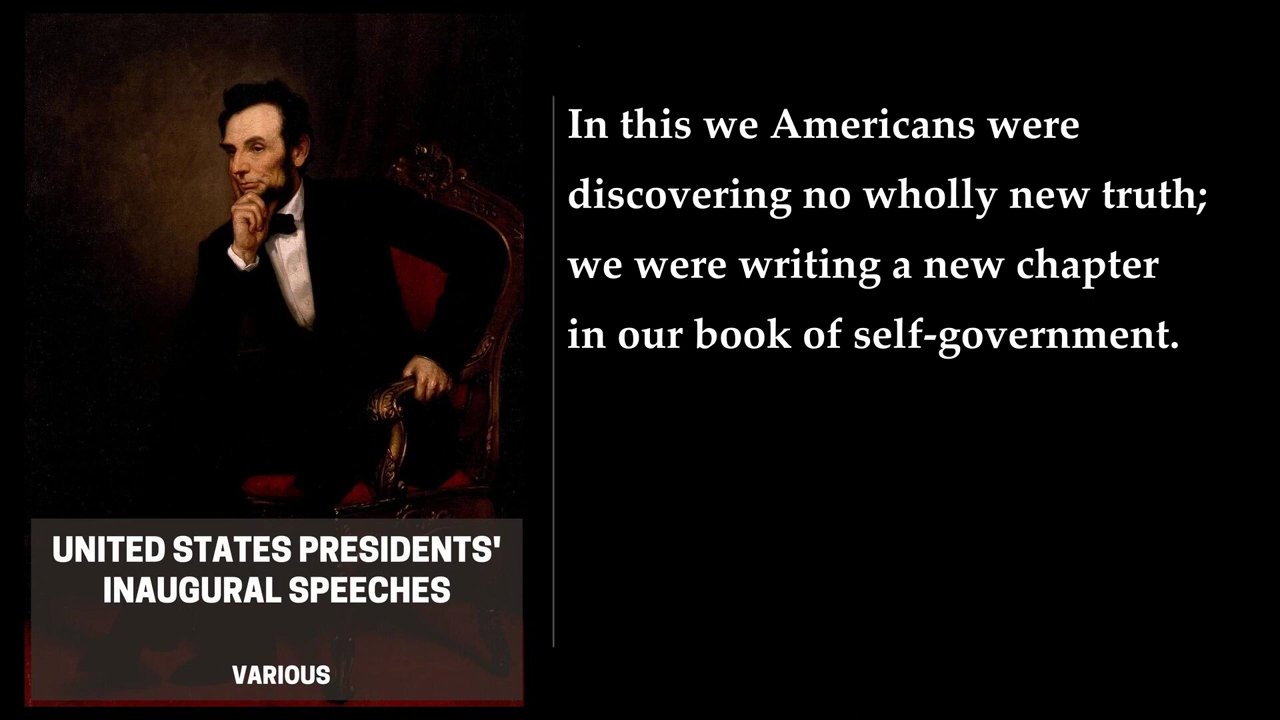 In this we Americans were
discovering no wholly new truth;
we were writing a new chapter
in our book of self-government.
UNITED STATES PRESIDENTS'
INAUGURAL SPEECHES
VARIOUS